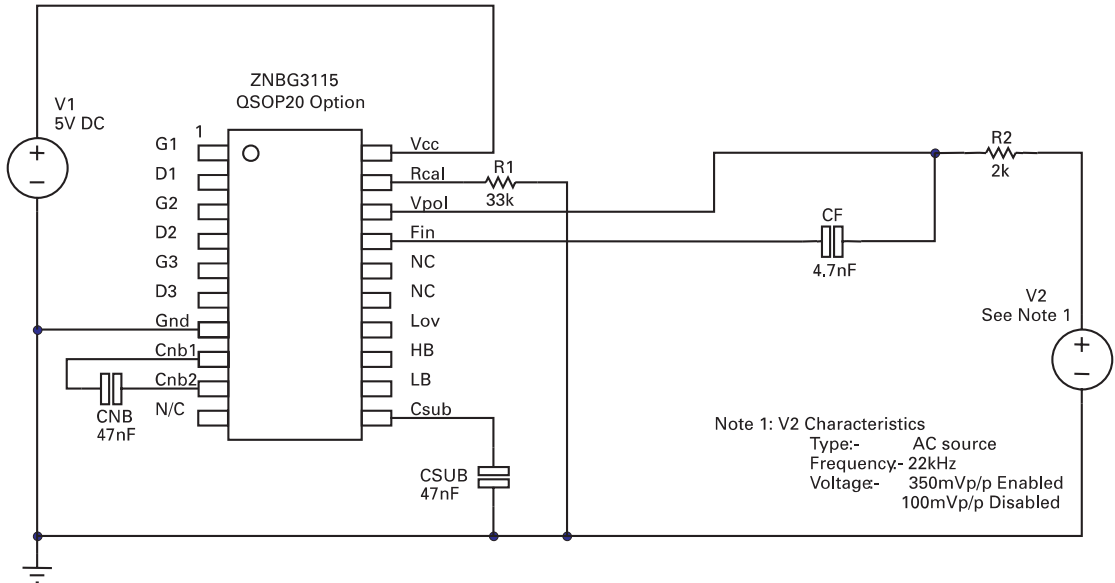 ZNBG3115
QSOP20 Option
V1
5V DC
1
G1
D1
G2
D2
G3
D3
Gnd
Cnb1
Cnb2
N/C
Vcc
Rcal
Vpol
Fin
NC
NC
Lov
HB
LB
Csub
R1
33k
R2
2k
CF
4.7nF
V2
See Note 1
CNB
47nF
CSUB
47nF
Note 1: V2 Characteristics
Type:- AC source
Frequency:- 22kHz
Voltage:- 350mVp/p Enabled
100mVp/p Disabled